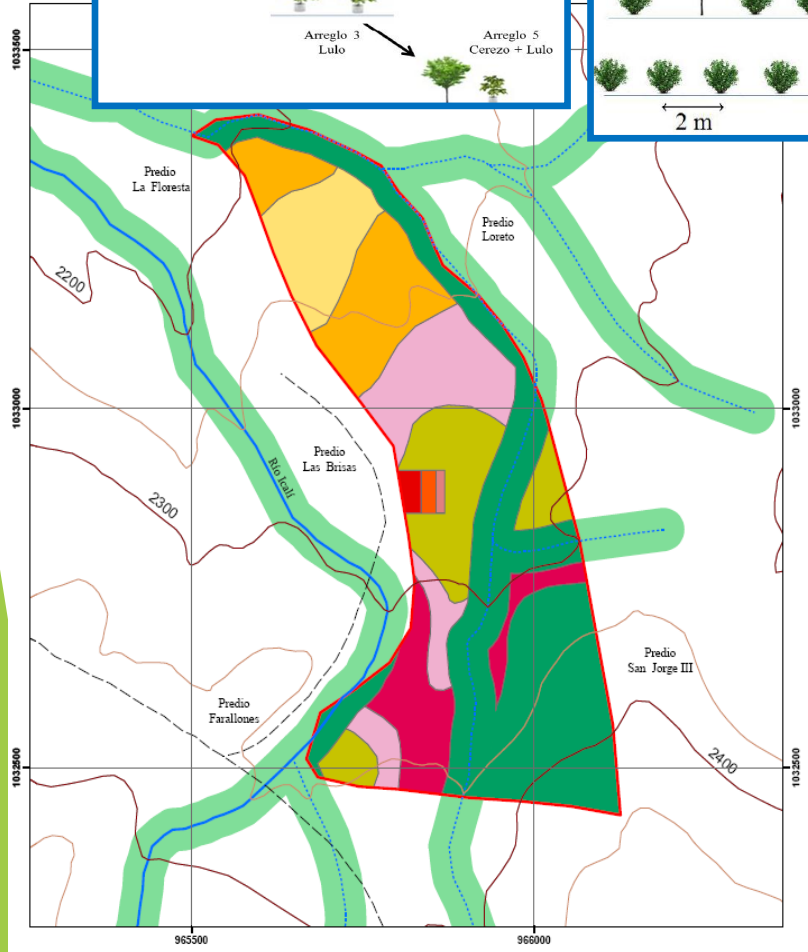 Arreglo 3
Lulo
Arreglo 5
Cerezo + Lulo
2 m
1033500
Predio
La Floresta
Predio
Loreto
2200
1033000
1033000
Predio
Las Brisas
Río Icalí
2300
Predio
San Jorge III
Predio
Farallones
2400
1032500
1032500
965500
966000